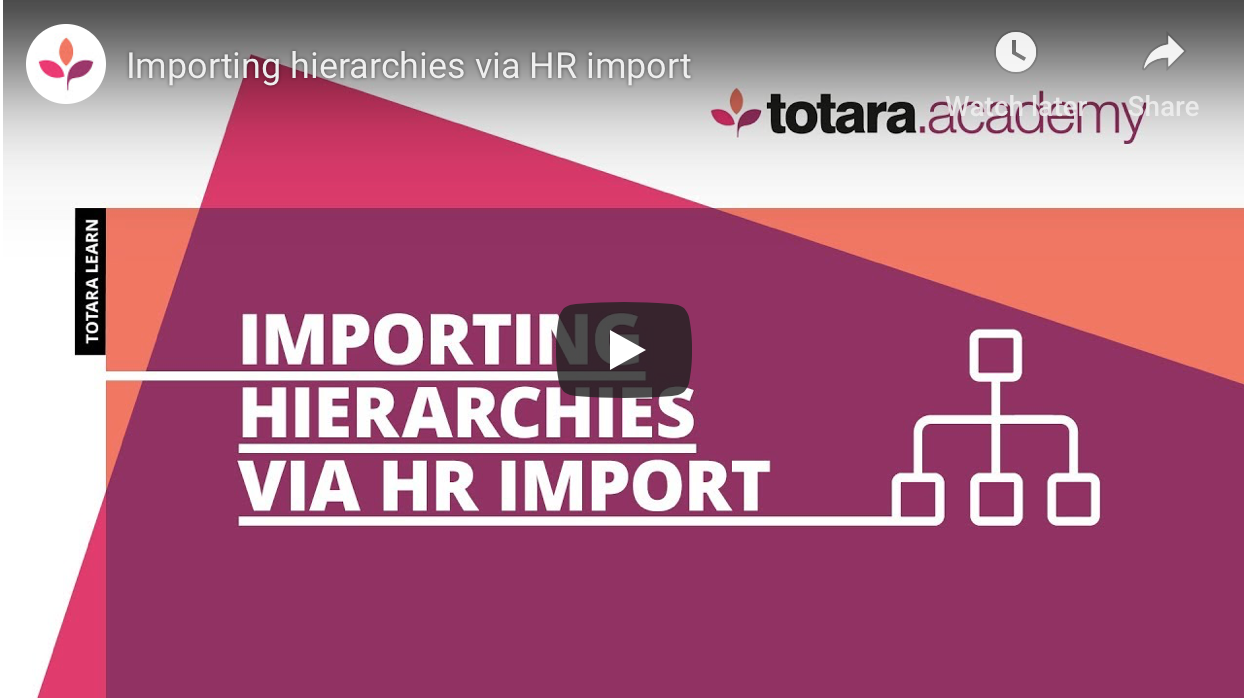 Importing hierarchies via HR import
Watch later
Share
totara.academy
TOTARA LEARN
IMPORTING
HIERARCHIES
VIA HR IMPORT